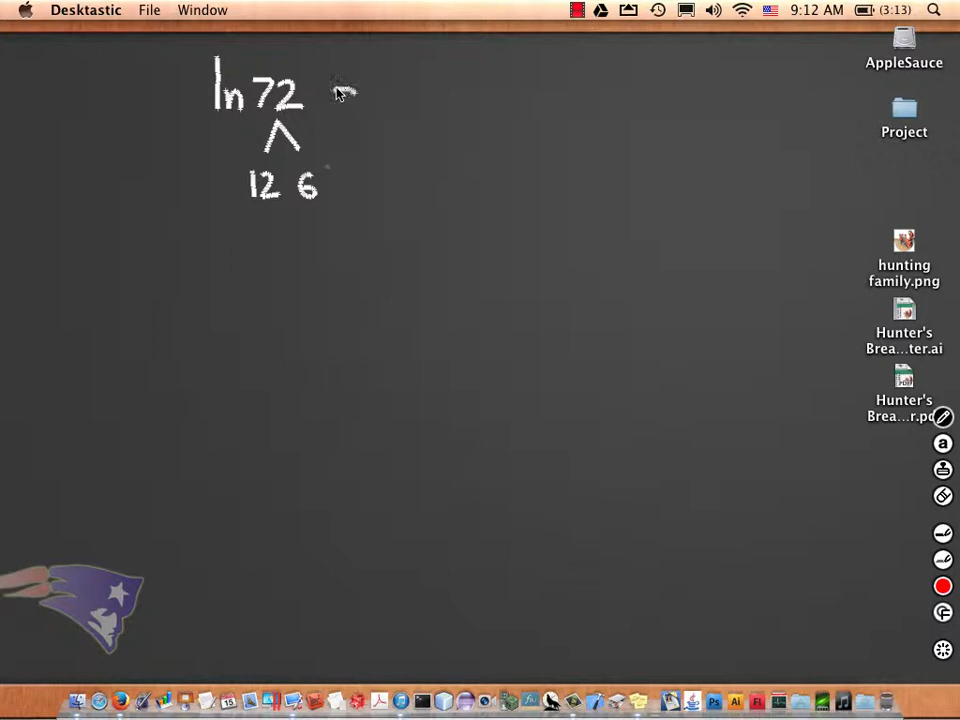 Desktastic File Window 9:12 AM (3:13)
ln 72
12 6
AppleSauce
Project
hunting
family.png
Hunter's
Brea...ter.ai
Hunter's
Brea...r.pd
a